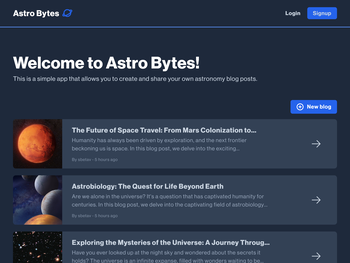 Astro Bytes
Login
Signup
Welcome to Astro Bytes!
This is a simple app that allows you to create and share your own astronomy blog posts.
New blog
The Future of Space Travel: From Mars Colonization to...
Humanity has always been driven by exploration, and the next frontier
beckoning us is space. In this blog post, we delve into the exciting...
5 hours ago
Astrobiology: The Quest for Life Beyond Earth
Are we alone in the universe? It's a question that has captivated humanity for
centuries. In this blog post, we delve into the captivating field of astrobiology...
5 hours ago
Exploring the Mysteries of the Universe: A Journey Throug...
Have you ever looked up at the night sky and wondered about the secrets it
holds? The universe is an infinite expanse, filled with wonders waiting to be...